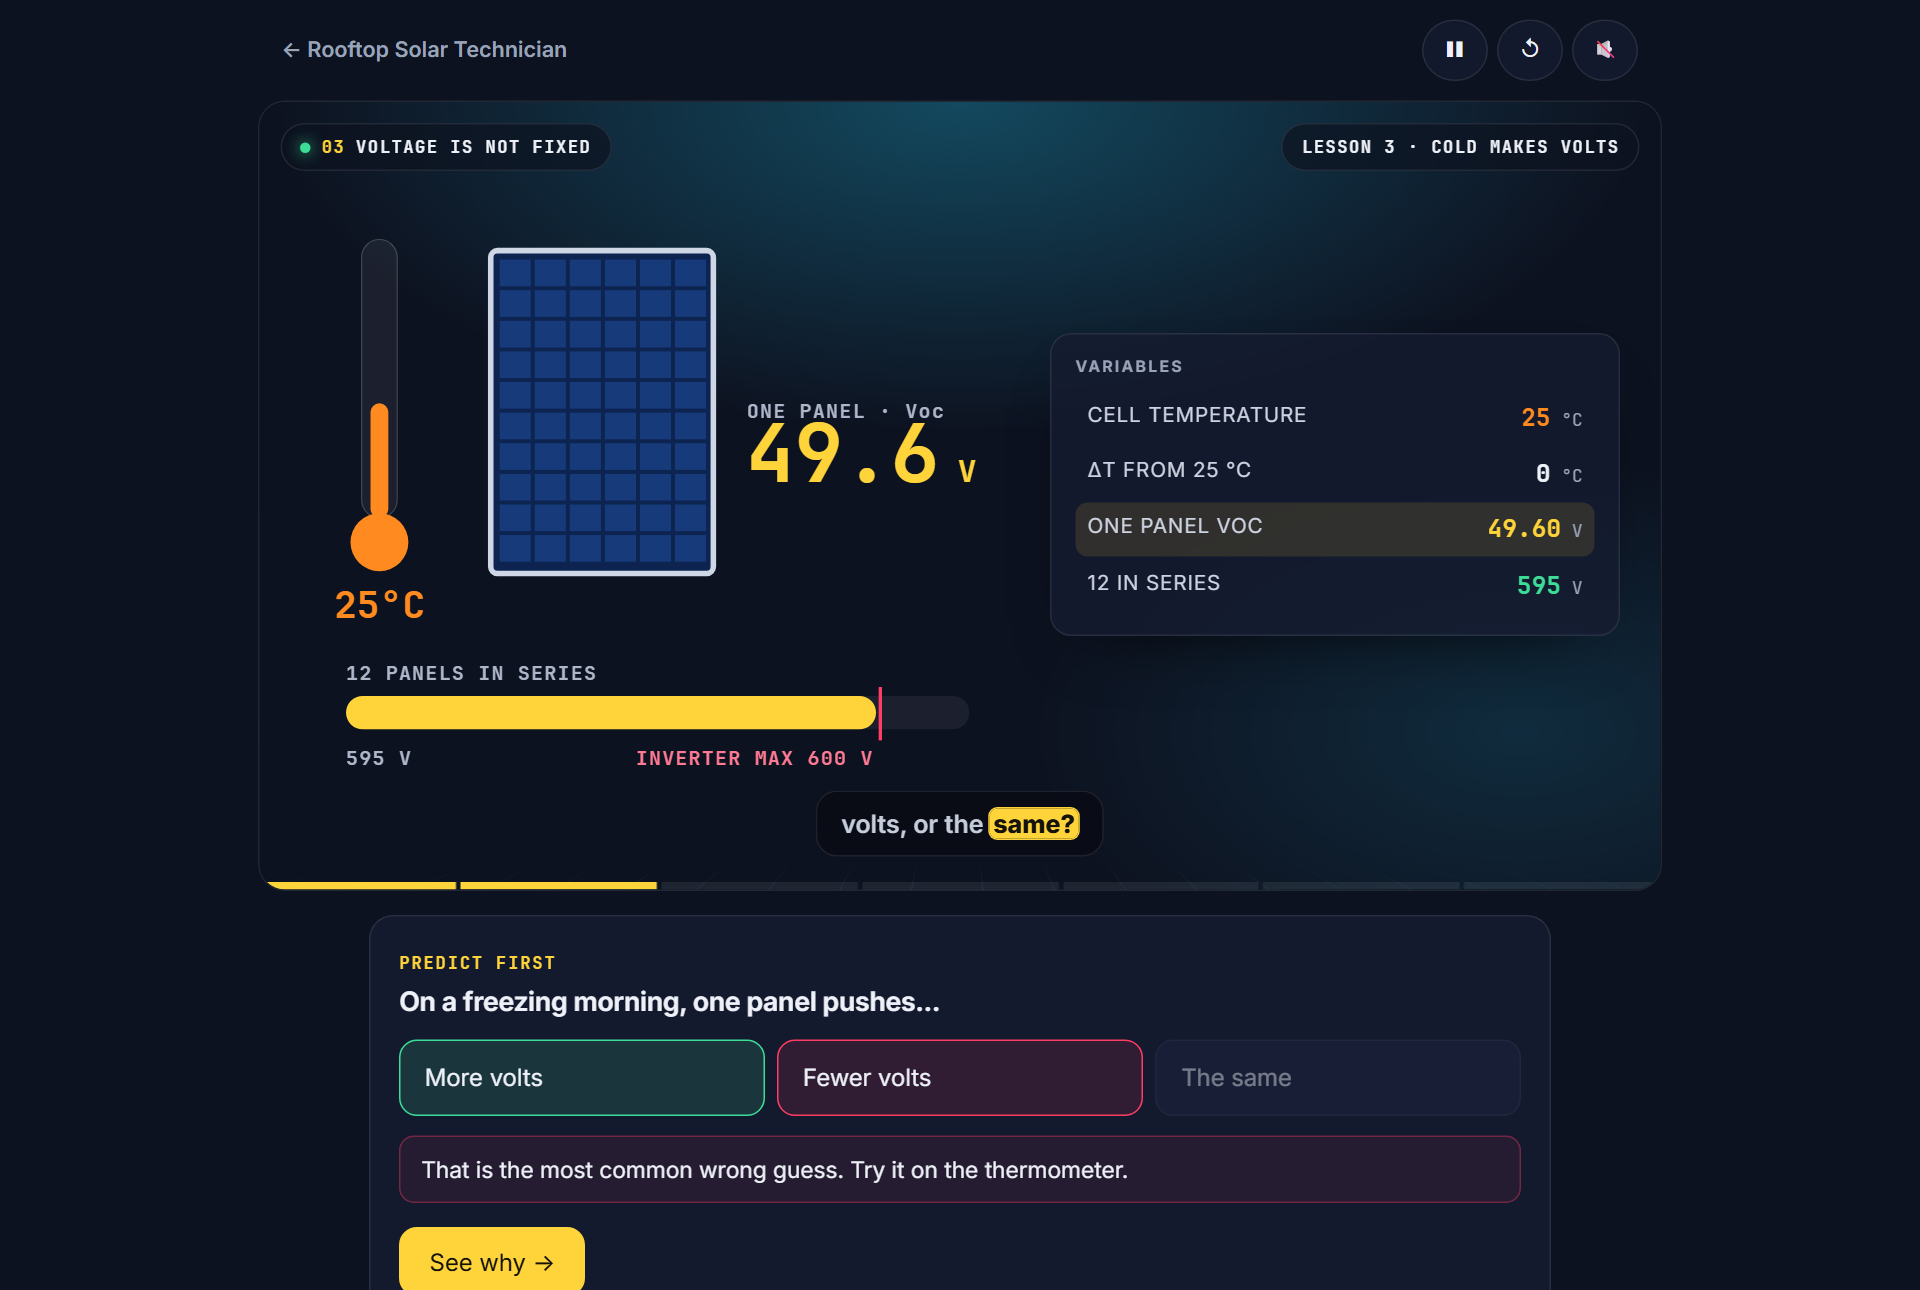 ← Rooftop Solar Technician
03 VOLTAGE IS NOT FIXED
LESSON 3 · COLD MAKES VOLTS
25°C
ONE PANEL · Voc
49.6 V
VARIABLES
CELL TEMPERATURE 25 °C
ΔT FROM 25 °C 0 °C
ONE PANEL VOC 49.60 V
12 IN SERIES 595 V
12 PANELS IN SERIES
595 V INVERTER MAX 600 V
volts, or the same?
PREDICT FIRST
On a freezing morning, one panel pushes...
More volts Fewer volts The same
That is the most common wrong guess. Try it on the thermometer.
See why →